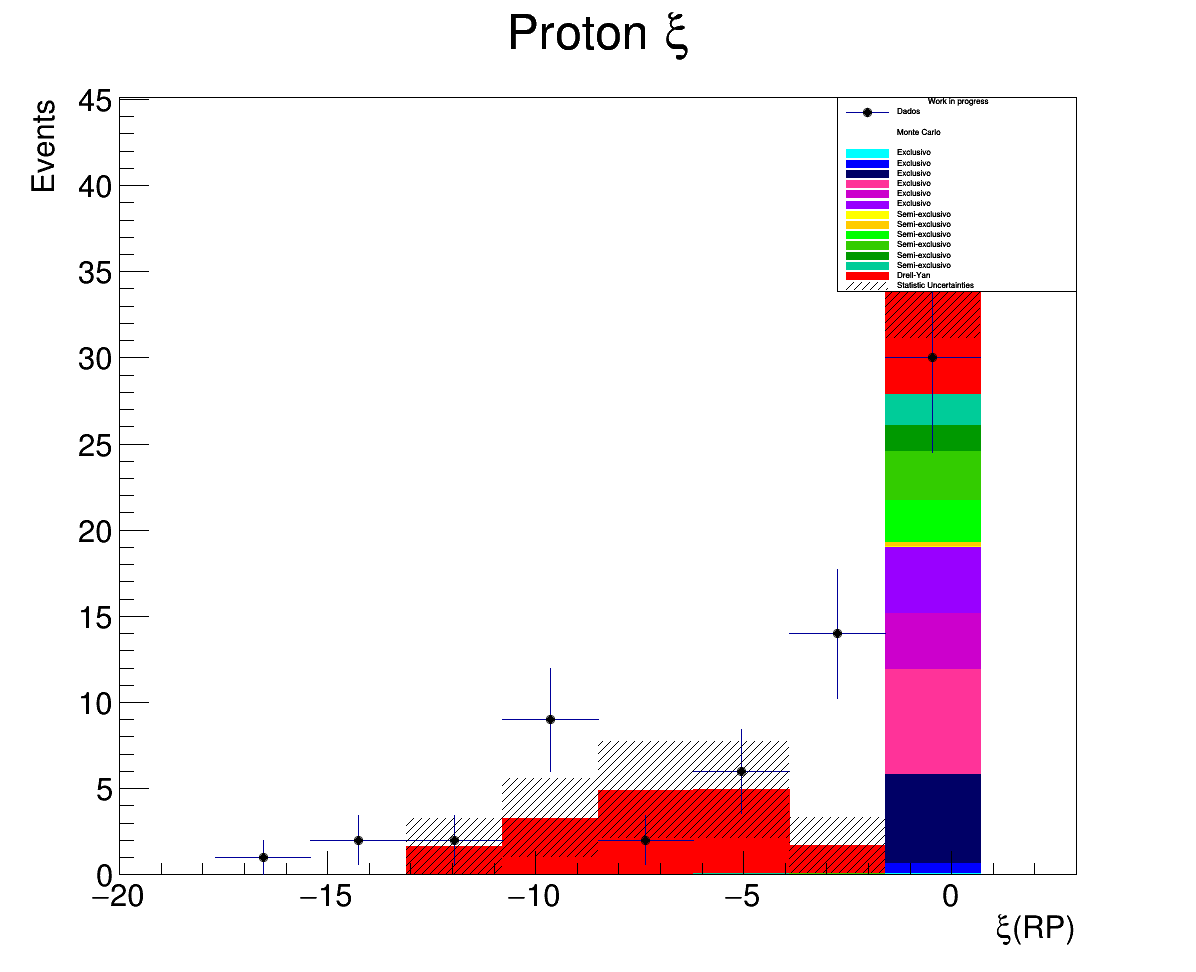 Proton ξ
Events
45
40
35
30
25
20
15
10
5
0
−20
−15
−10
−5
0
ξ(RP)
Work in progress
Dados
Monte Carlo
Exclusivo
Exclusivo
Exclusivo
Exclusivo
Exclusivo
Exclusivo
Semi-exclusivo
Semi-exclusivo
Semi-exclusivo
Semi-exclusivo
Semi-exclusivo
Semi-exclusivo
Drell-Yan
Statistic Uncertainties